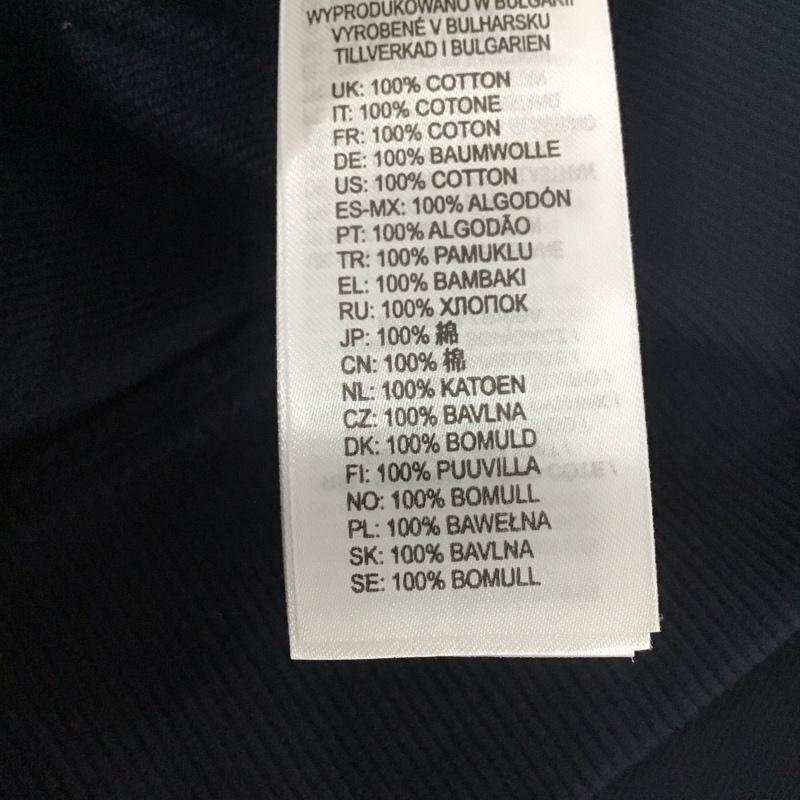 WYPRODUKOWANO W BUŁGARII
VYROBENÉ V BULHARSKU
TILLVERKAD I BULGARIEN
UK: 100% COTTON
IT: 100% COTONE
FR: 100% COTON
DE: 100% BAUMWOLLE
US: 100% COTTON
ES-MX: 100% ALGODÓN
PT: 100% ALGODÃO
TR: 100% PAMUKLU
EL: 100% BAMBAKI
RU: 100% ХЛОПОК
JP: 100% 綿
CN: 100% 棉
NL: 100% KATOEN
CZ: 100% BAVLNA
DK: 100% BOMULD
FI: 100% PUUVILLA
NO: 100% BOMULL
PL: 100% BAWEŁNA
SK: 100% BAVLNA
SE: 100% BOMULL